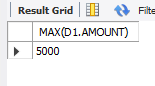 Result Grid Filte
MAX(D1.AMOUNT)
5000